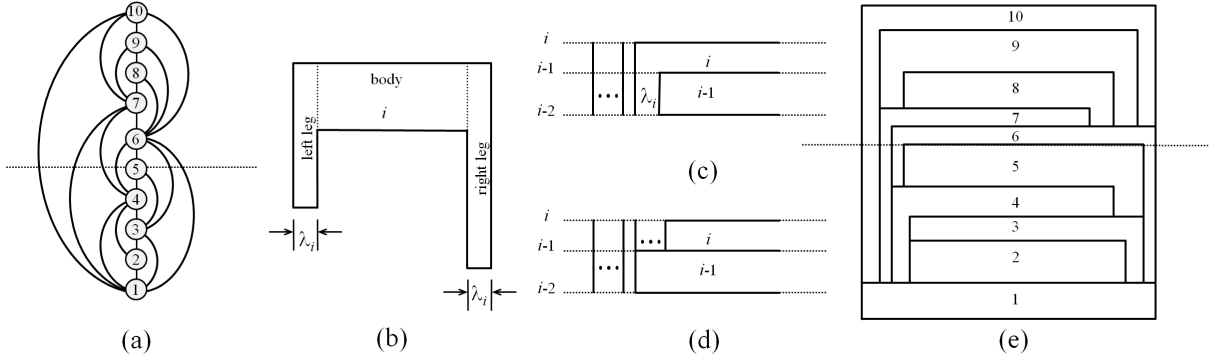 10
9
8
7
6
5
4
3
2
1
(a)
body
i
left leg
right leg
λi
λi
(b)
i
i-1
i-2
...
λi
i
i-1
(c)
i
i-1
i-2
...
...
i
i-1
(d)
10
9
8
7
6
5
4
3
2
1
(e)